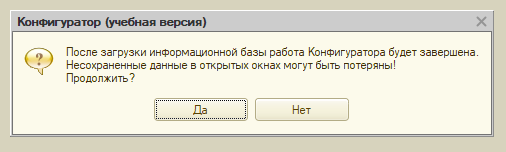 Конфигуратор (учебная версия)
После загрузки информационной базы работа Конфигуратора будет завершена.
Несохраненные данные в открытых окнах могут быть потеряны!
Продолжить?
Да
Нет